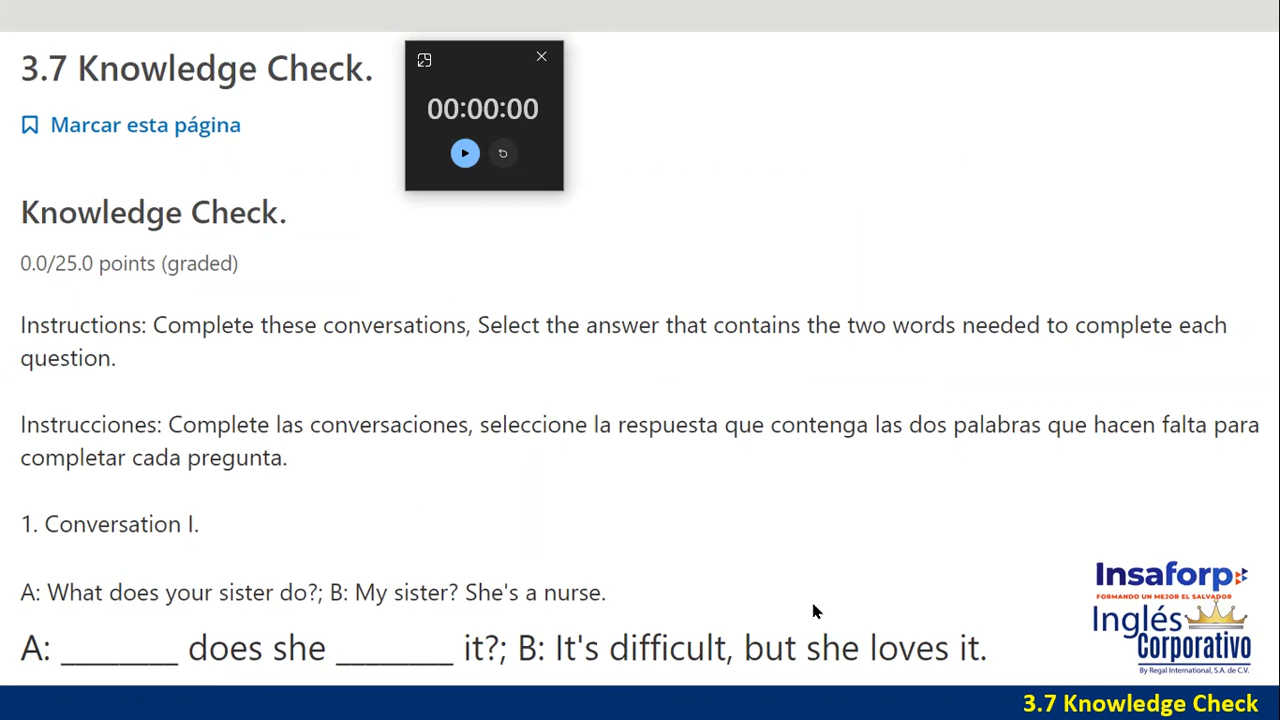 3.7 Knowledge Check.
Marcar esta página
00:00:00
Knowledge Check.
0.0/25.0 points (graded)
Instructions: Complete these conversations, Select the answer that contains the two words needed to complete each
question.
Instrucciones: Complete las conversaciones, seleccione la respuesta que contenga las dos palabras que hacen falta para
completar cada pregunta.
1. Conversation I.
A: What does your sister do?; B: My sister? She's a nurse.
A: ________ does she ________ it?; B: It's difficult, but she loves it.
Insaforp
FORMANDO UN MEJOR EL SALVADOR
Inglés
Corporativo
By Regal International, S.A. de C.V.
3.7 Knowledge Check